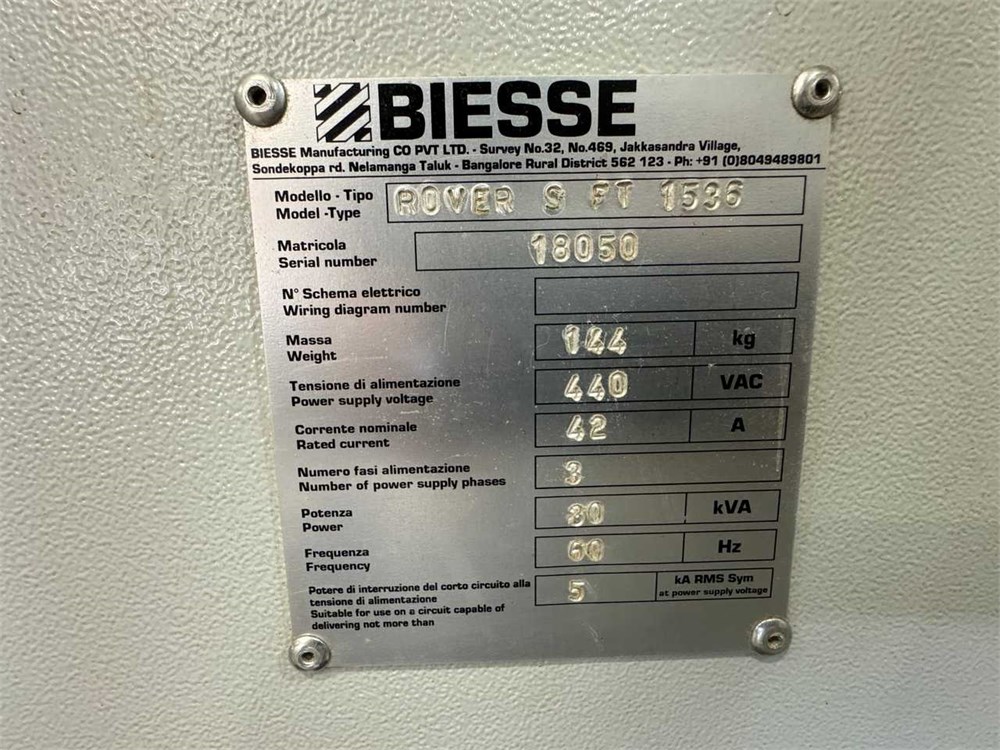 BIESSE
BIESSE Manufacturing CO PVT LTD. - Survey No.32, No.469, Jakkasandra Village,
Sondekoppa rd. Nelamanga Taluk - Bangalore Rural District 562 123 - Ph: +91 (0)8049489801
Modello - Tipo
Model -Type
ROVER S FT 1536
Matricola
Serial number
18050
N° Schema elettrico
Wiring diagram number
Massa
Weight
144 kg
Tensione di alimentazione
Power supply voltage
440 VAC
Corrente nominale
Rated current
42 A
Numero fasi alimentazione
Number of power supply phases
3
Potenza
Power
30 kVA
Frequenza
Frequency
60 Hz
Potere di interruzione del corto circuito alla
tensione di alimentazione
Suitable for use on a circuit capable of
delivering not more than
5
kA RMS Sym
at power supply voltage